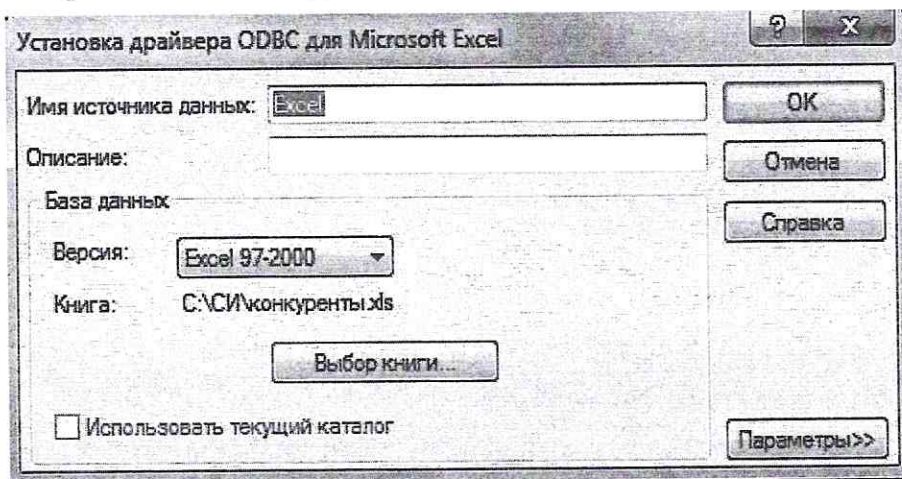 Установка драйвера ODBC для Microsoft Excel
Имя источника данных: Excel
OK
Описание:
Отмена
База данных
Справка
Версия: Excel 97-2000
Книга: C:\СИ\конкуренты.xls
Выбор книги...
Использовать текущий каталог
Параметры>>